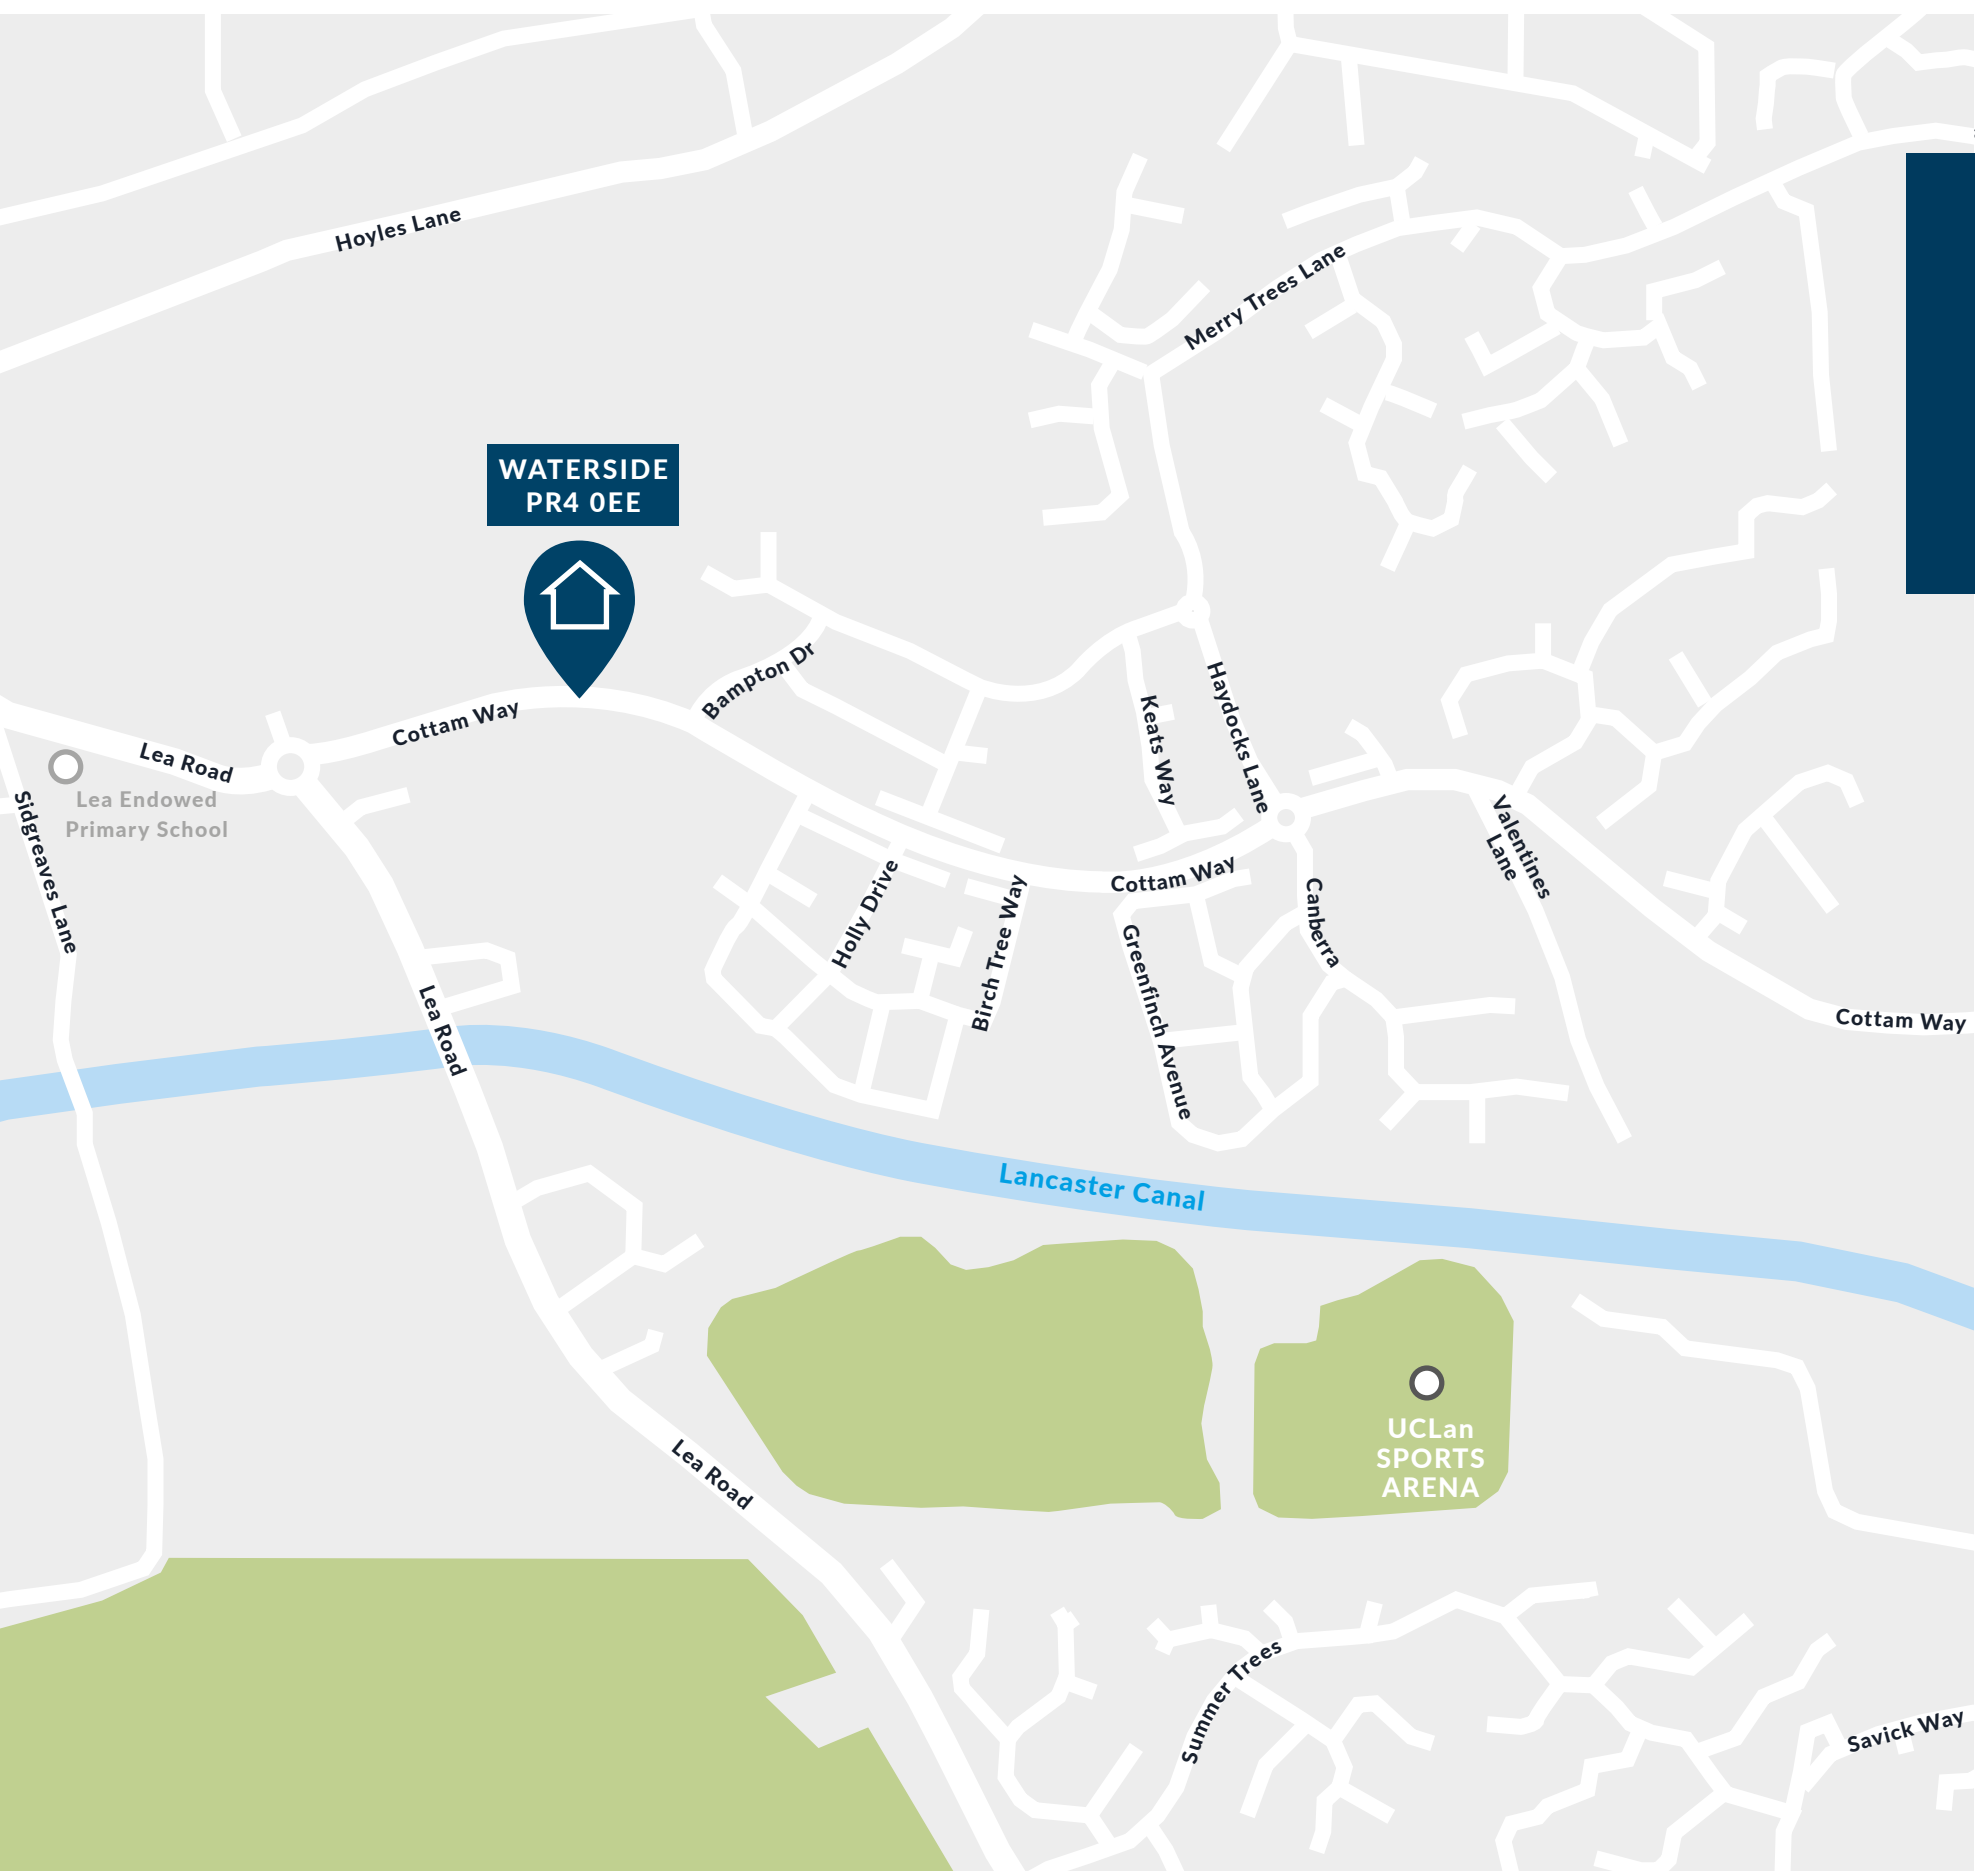 Hoyles Lane
Merry Trees Lane
WATERSIDE
PR4 0EE
Bampton Dr
Haydocks Lane
Keats Way
Cottam Way
Lea Road
Lea Endowed
Primary School
Sidgreaves Lane
Valentines
Lane
Cottam Way
Holly Drive
Birch Tree Way
Canberra
Greenfinch Avenue
Lea Road
Cottam Way
Lancaster Canal
UCLan
SPORTS
ARENA
Lea Road
Summer Trees
Savick Way